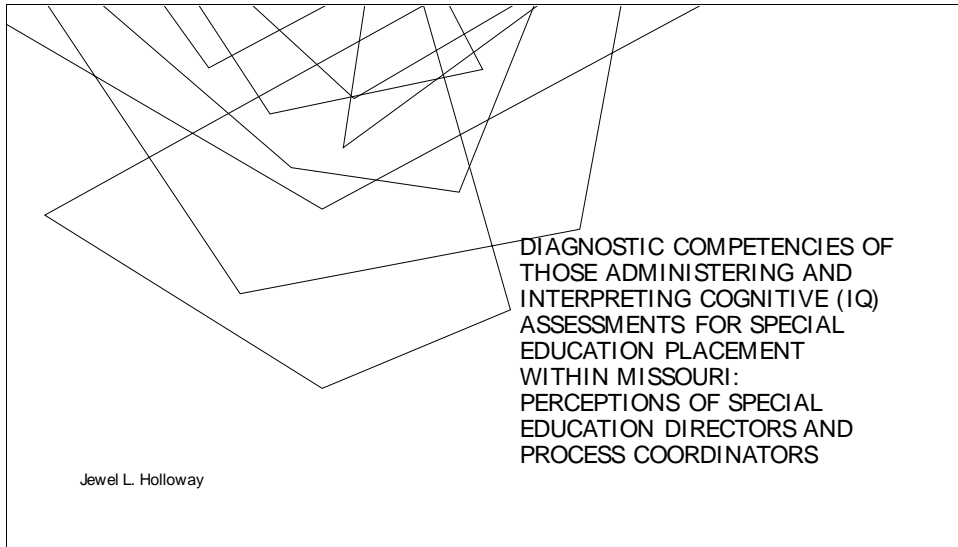 DIAGNOSTIC COMPETENCIES OF
THOSE ADMINISTERING AND
INTERPRETING COGNITIVE (IQ)
ASSESSMENTS FOR SPECIAL
EDUCATION PLACEMENT
WITHIN MISSOURI:
PERCEPTIONS OF SPECIAL
EDUCATION DIRECTORS AND
PROCESS COORDINATORS
Jewel L. Holloway